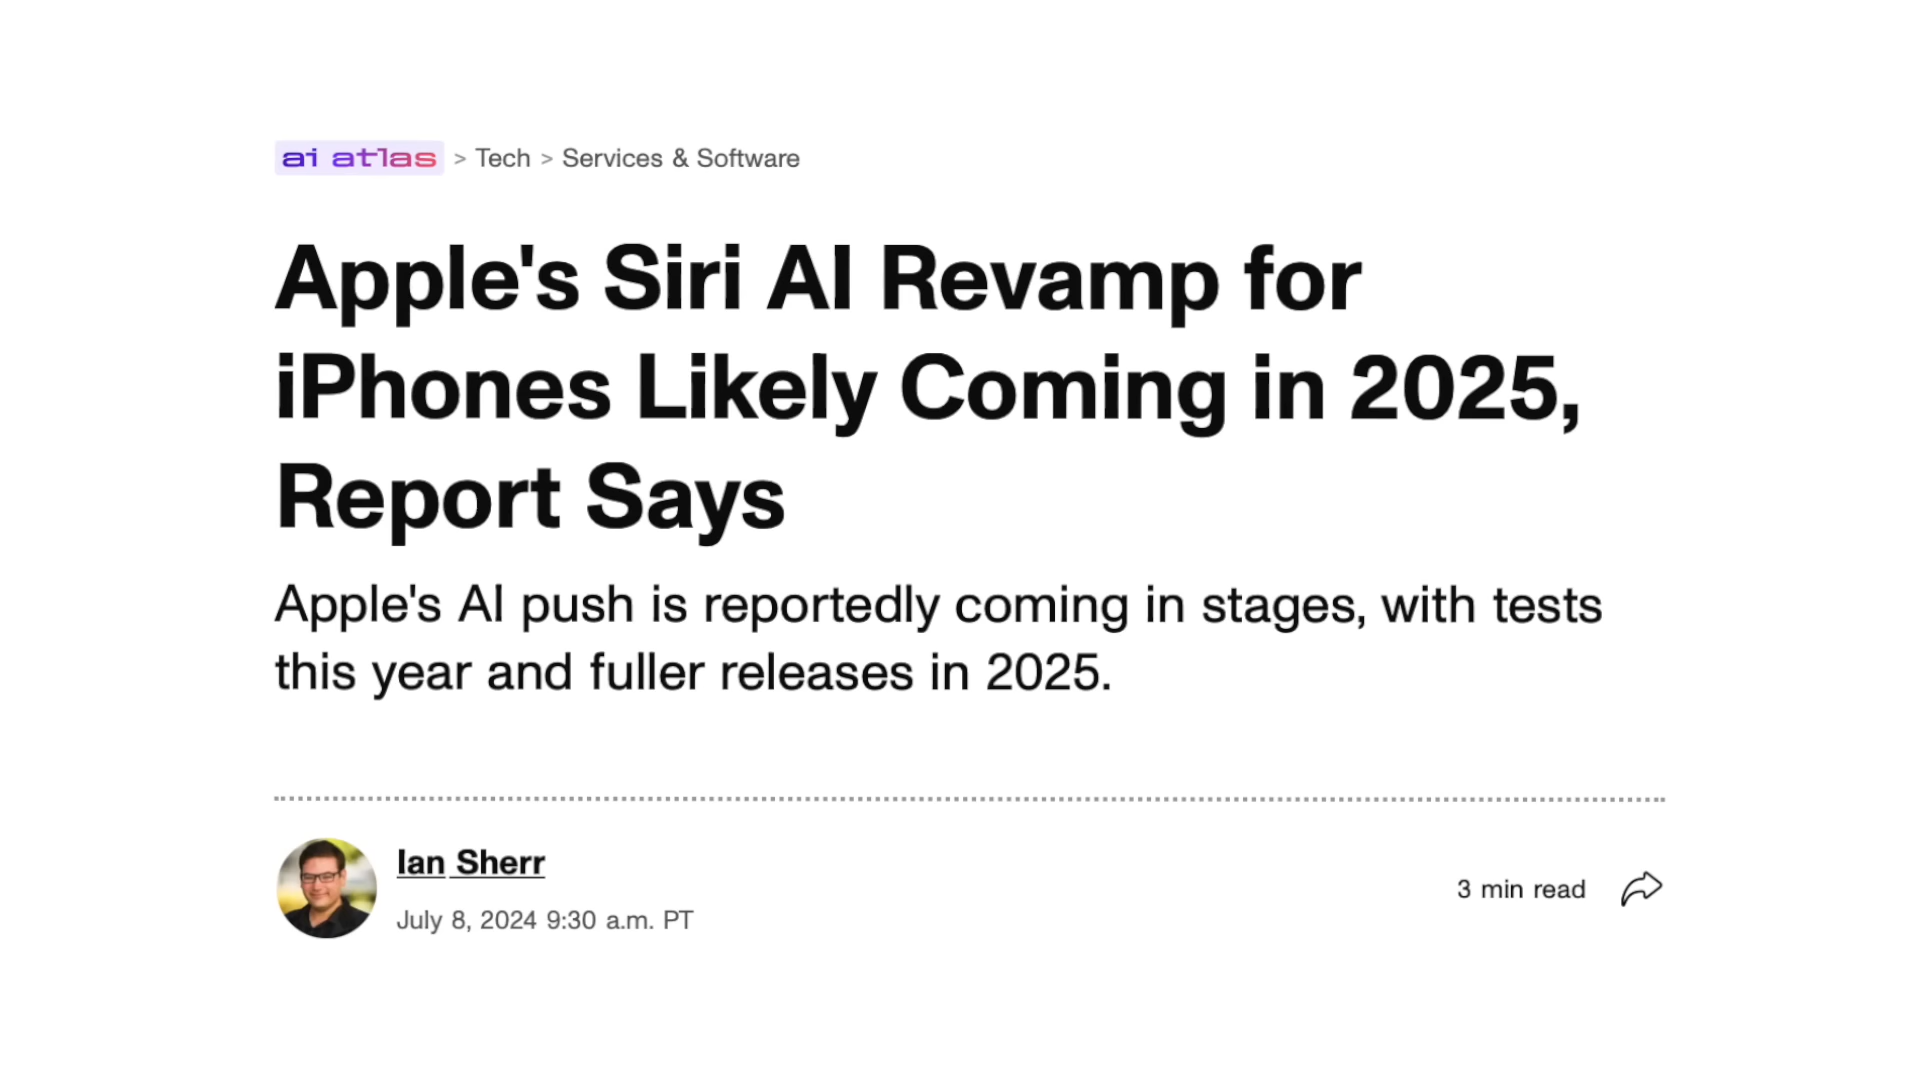 ai atlas > Tech > Services & Software
Apple's Siri AI Revamp for
iPhones Likely Coming in 2025,
Report Says
Apple's AI push is reportedly coming in stages, with tests
this year and fuller releases in 2025.
Ian Sherr
July 8, 2024 9:30 a.m. PT
3 min read